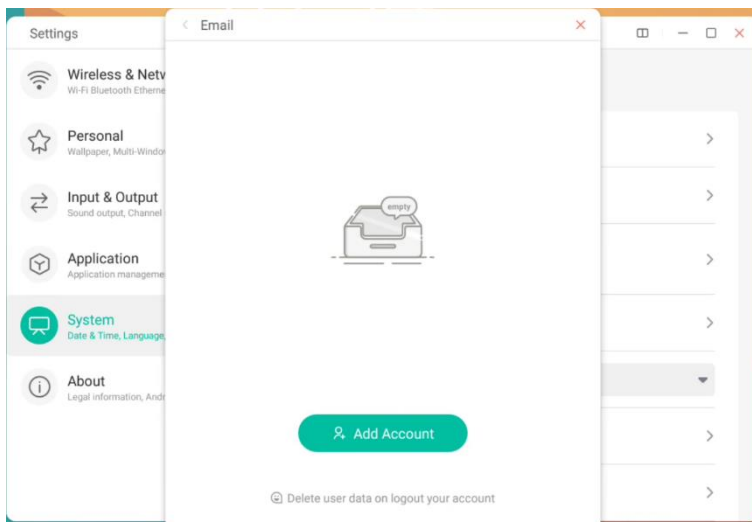 Settings
Wireless & Netw
Wi-Fi Bluetooth Etherne
Personal
Wallpaper, Multi-Windo
Input & Output
Sound output, Channel
Application
Application manageme
System
Date & Time, Language,
About
Legal information, Andr
Email
empty
Add Account
Delete user data on logout your account